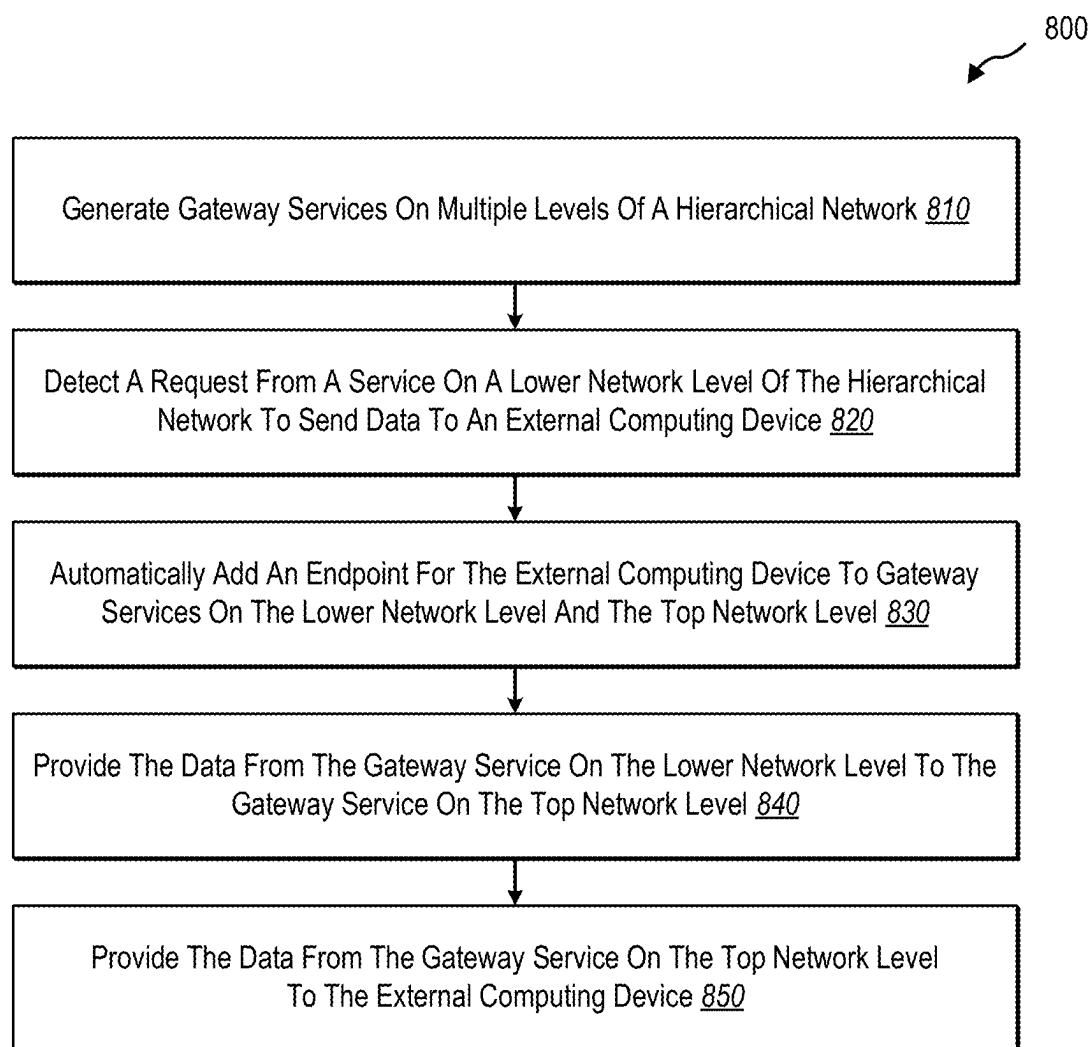 800
Generate Gateway Services On Multiple Levels Of A Hierarchical Network 810
Detect A Request From A Service On A Lower Network Level Of The Hierarchical
Network To Send Data To An External Computing Device 820
Automatically Add An Endpoint For The External Computing Device To Gateway
Services On The Lower Network Level And The Top Network Level 830
Provide The Data From The Gateway Service On The Lower Network Level To The
Gateway Service On The Top Network Level 840
Provide The Data From The Gateway Service On The Top Network Level
To The External Computing Device 850